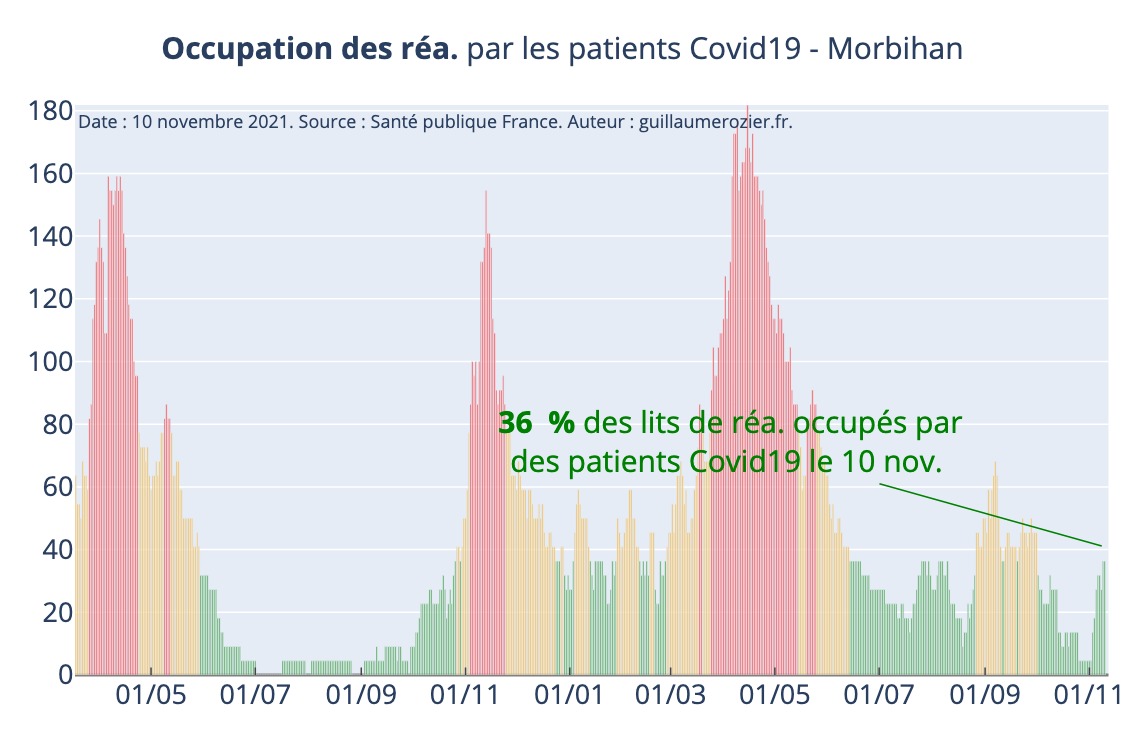 Occupation des réa. par les patients Covid19 - Morbihan
180
Date : 10 novembre 2021. Source : Santé publique France. Auteur : guillaumerozier.fr.
160
140
120
100
80
36 % des lits de réa. occupés par
des patients Covid19 le 10 nov.
60
40
20
0
01/05 01/07 01/09 01/11 01/01 01/03 01/05 01/07 01/09 01/11